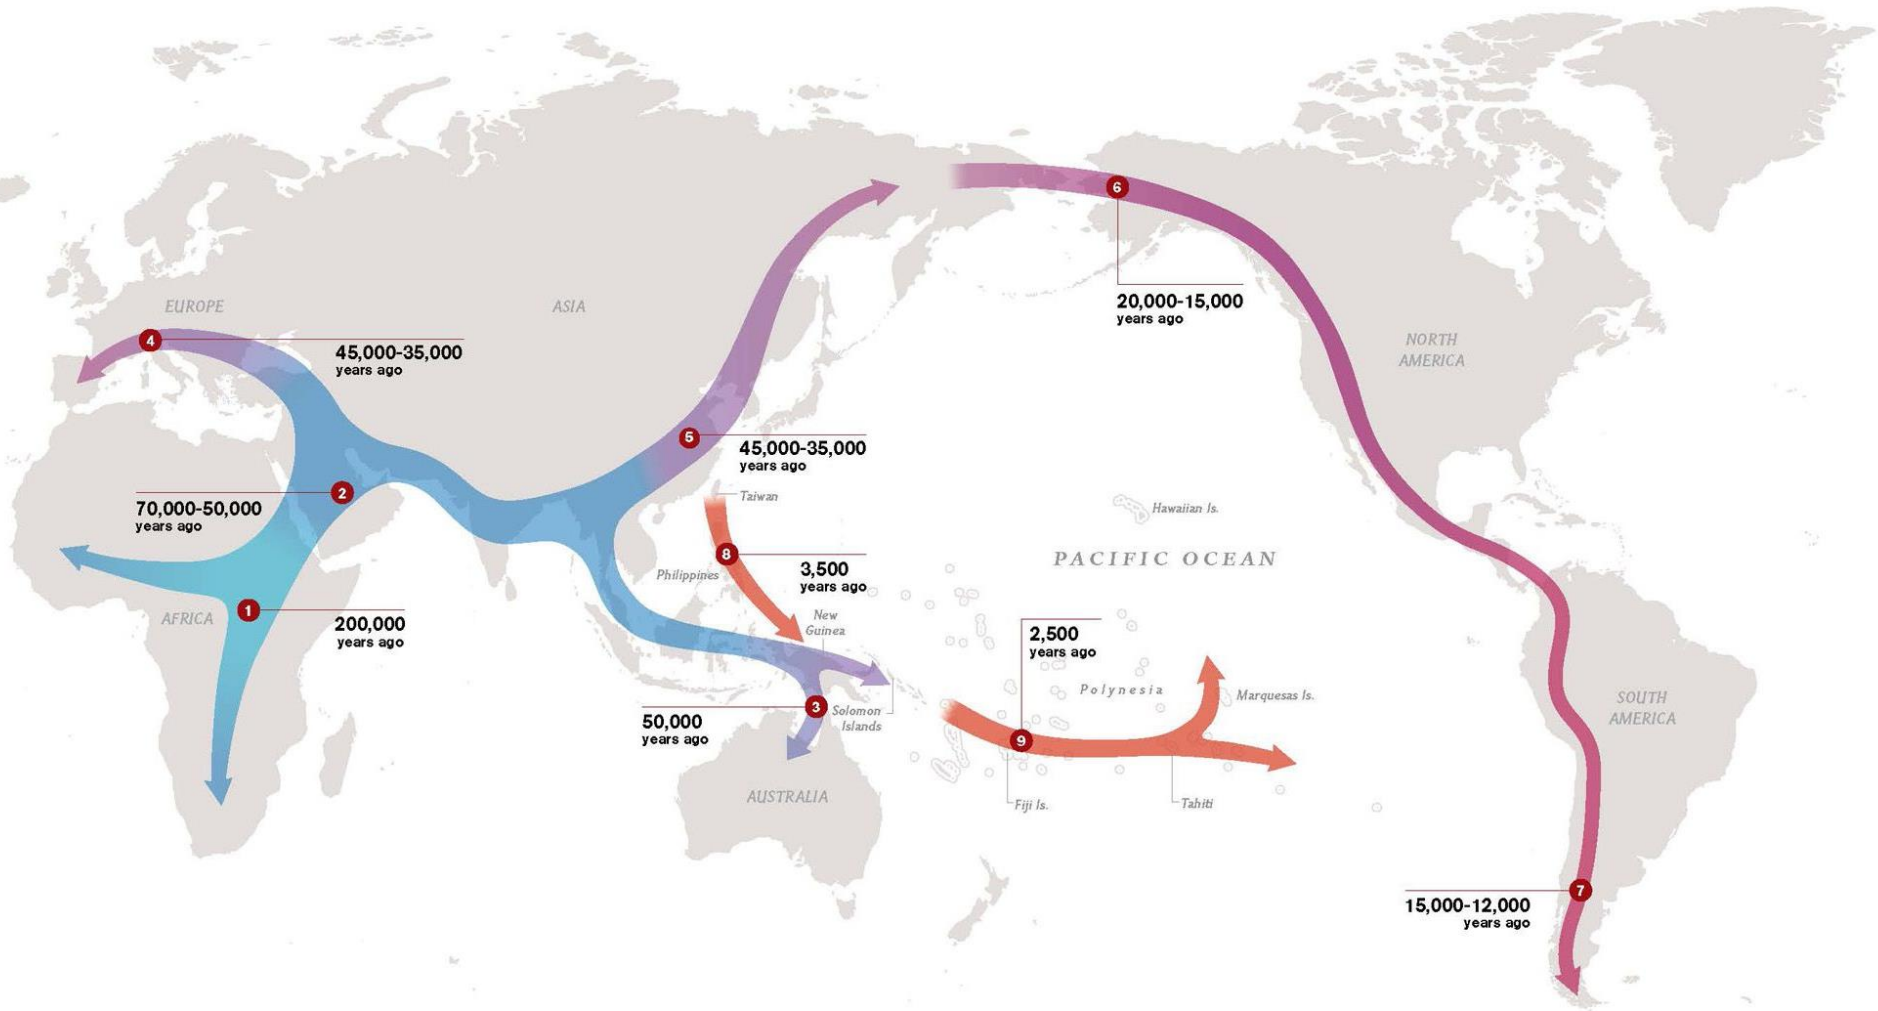 6
20,000-15,000
years ago
EUROPE
ASIA
4
45,000-35,000
years ago
NORTH
AMERICA
5
45,000-35,000
years ago
2
70,000-50,000
years ago
Taiwan
Hawaiian Is.
8
3,500
years ago
PACIFIC OCEAN
Philippines
1
AFRICA
200,000
years ago
New
Guinea
2,500
years ago
Polynesia
Marquesas Is.
3
50,000
years ago
Solomon
Islands
SOUTH
AMERICA
9
AUSTRALIA
Fiji Is.
Tahiti
7
15,000-12,000
years ago